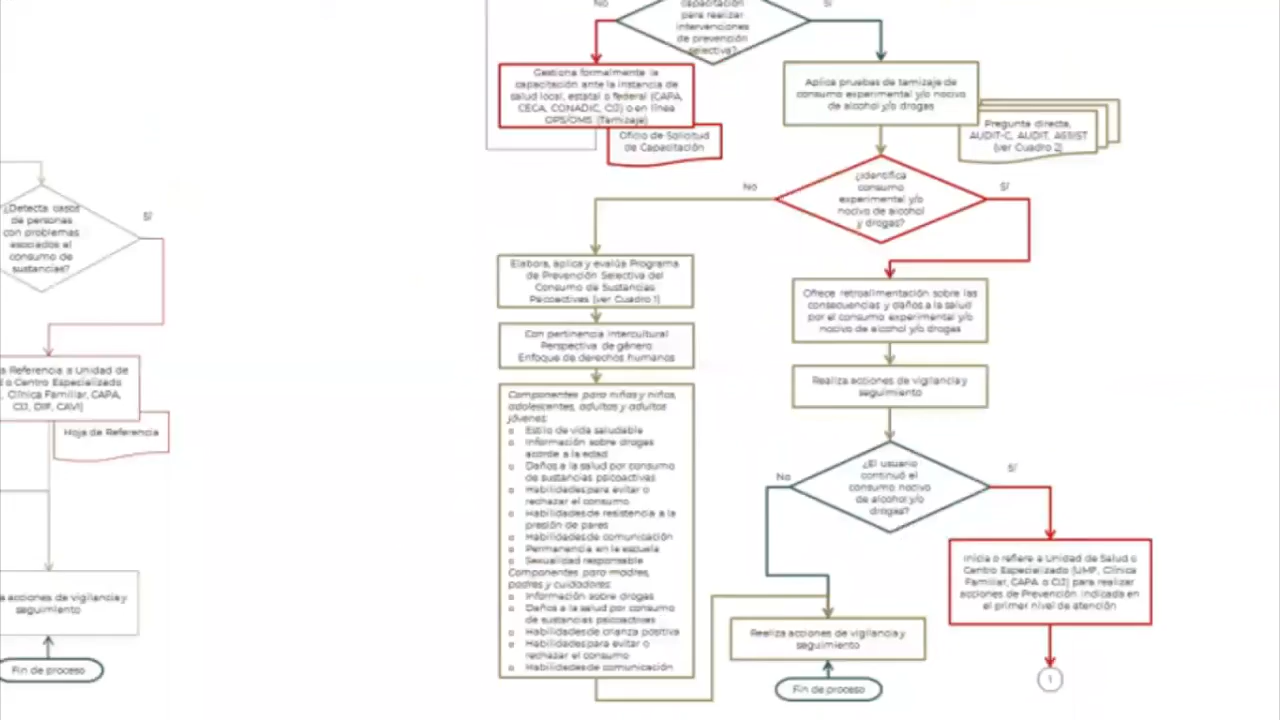 ¿Detecta casos
de personas
con problemas
asociados al
consumo de
sustancias?
Sí
a Referencia a Unidad de
d o Centro Especializado
, Clínica Familiar, CAPA,
CIJ, DIF, CAVI)
Hoja de Referencia
a acciones de vigilancia y
seguimiento
Fin de proceso
No
Sí
capacitación
para realizar
intervenciones
de prevención
selectiva?
Gestiona formalmente la
capacitación ante la instancia de
salud local, estatal o federal (CAPA,
CECA, CONADIC, CIJ) o en línea
OPS/OMS (Tamizaje)
Oficio de Solicitud
de Capacitación
Aplica pruebas de tamizaje de
consumo experimental y/o nocivo
de alcohol y/o drogas
Pregunta directa,
AUDIT-C, AUDIT, ASSIST
(ver Cuadro 2)
¿Identifica
consumo
experimental y/o
nocivo de alcohol
y drogas?
No
Sí
Elabora, aplica y evalúa Programa
de Prevención Selectiva del
Consumo de Sustancias
Psicoactivas (ver Cuadro 1)
Con pertinencia intercultural
Perspectiva de género
Enfoque de derechos humanos
Componentes para niñas y niños,
adolescentes, adultos y adultos
jóvenes:
o Estilo de vida saludable
o Información sobre drogas
acorde a la edad
o Daños a la salud por consumo
de sustancias psicoactivas
o Habilidades para evitar o
rechazar el consumo
o Habilidades de resistencia a la
presión de pares
o Habilidades de comunicación
o Permanencia en la escuela
o Sexualidad responsable
Componentes para madres,
padres y cuidadores:
o Información sobre drogas
o Daños a la salud por consumo
de sustancias psicoactivas
o Habilidades de crianza positiva
o Habilidades para evitar o
rechazar el consumo
o Habilidades de comunicación
Ofrece retroalimentación sobre las
consecuencias y daños a la salud
por el consumo experimental y/o
nocivo de alcohol y/o drogas
Realiza acciones de vigilancia y
seguimiento
¿El usuario
continuó el
consumo nocivo
de alcohol y/o
drogas?
No
Sí
Inicia o refiere a Unidad de Salud o
Centro Especializado (UMF, Clínica
Familiar, CAPA o CIJ) para realizar
acciones de Prevención Indicada en
el primer nivel de atención
1
Realiza acciones de vigilancia y
seguimiento
Fin de proceso